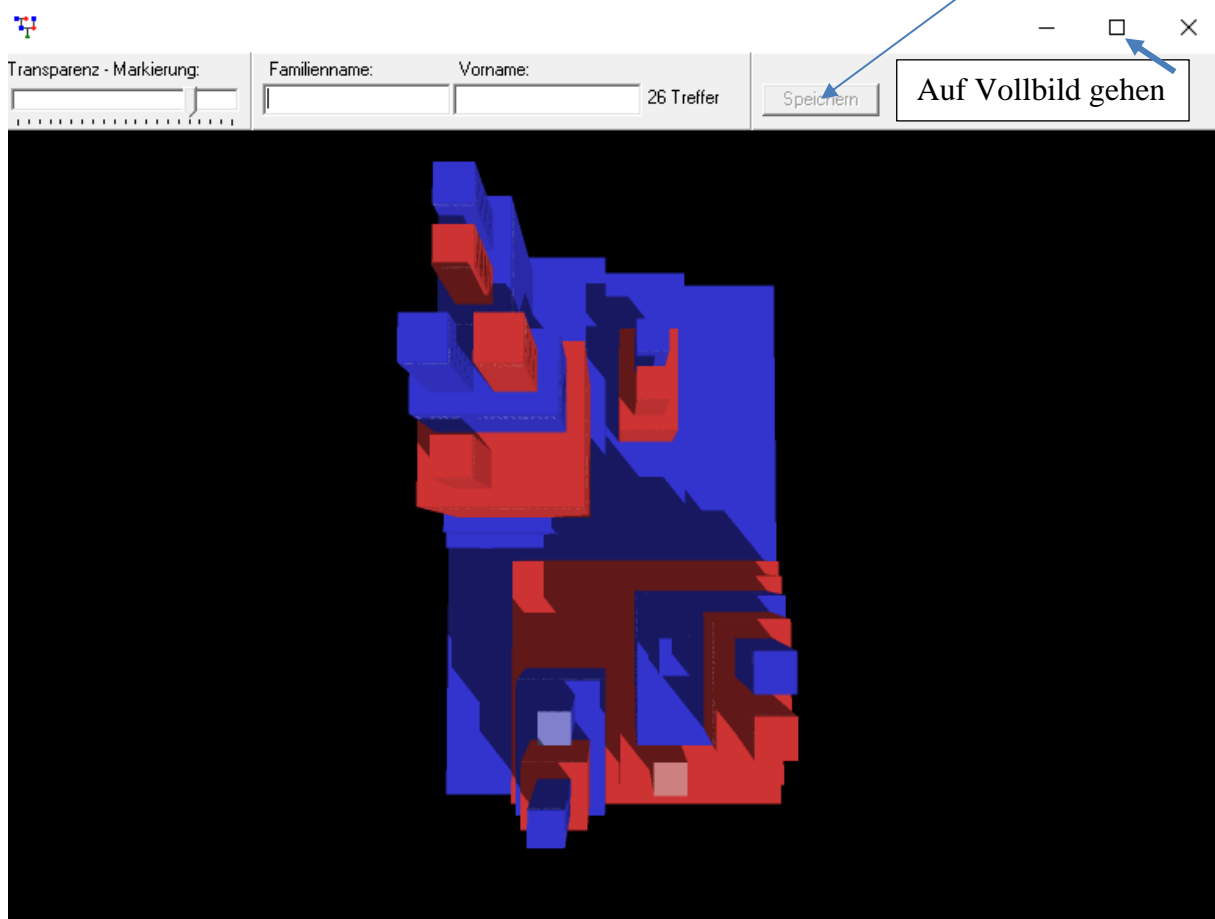 Transparenz - Markierung:
Familienname:
Vorname:
26 Treffer
Speichern
Auf Vollbild gehen